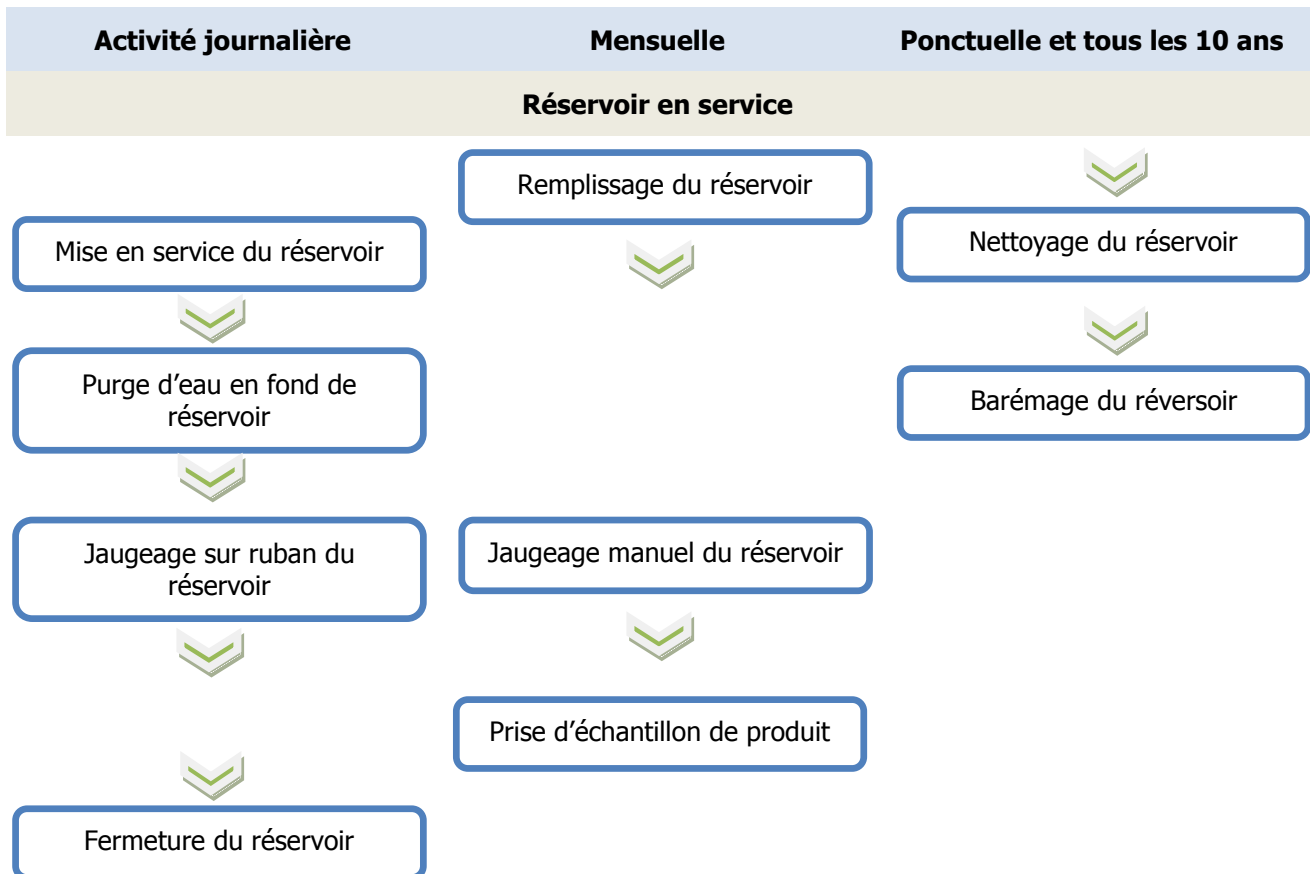 Activité journalière
Mensuelle
Ponctuelle et tous les 10 ans
Réservoir en service
Remplissage du réservoir
Mise en service du réservoir
Nettoyage du réservoir
Purge d’eau en fond de
réservoir
Barémage du réversoir
Jaugeage sur ruban du
réservoir
Jaugeage manuel du réservoir
Prise d’échantillon de produit
Fermeture du réservoir